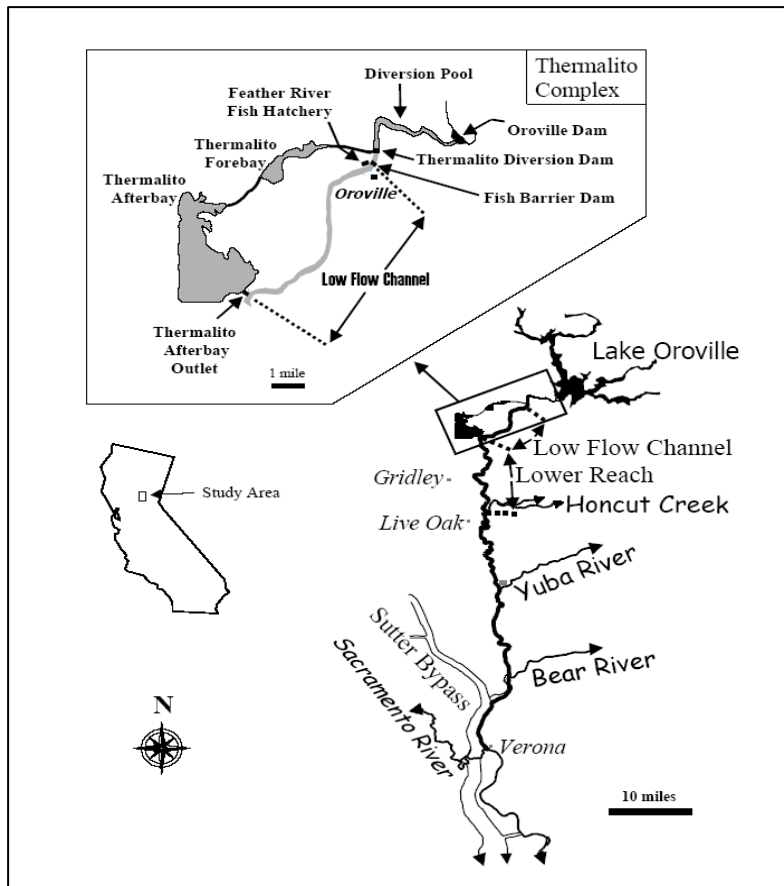 Thermalito
Complex
Diversion Pool
Feather River
Fish Hatchery
Oroville Dam
Thermalito
Forebay
Thermalito Diversion Dam
Thermalito
Afterbay
Oroville
Fish Barrier Dam
Low Flow Channel
Thermalito
Afterbay
Outlet
1 mile
Lake Oroville
Low Flow Channel
Lower Reach
Gridley
Study Area
Honcut Creek
Live Oak
Yuba River
Sutter Bypass
Bear River
Sacramento River
N
Verona
10 miles